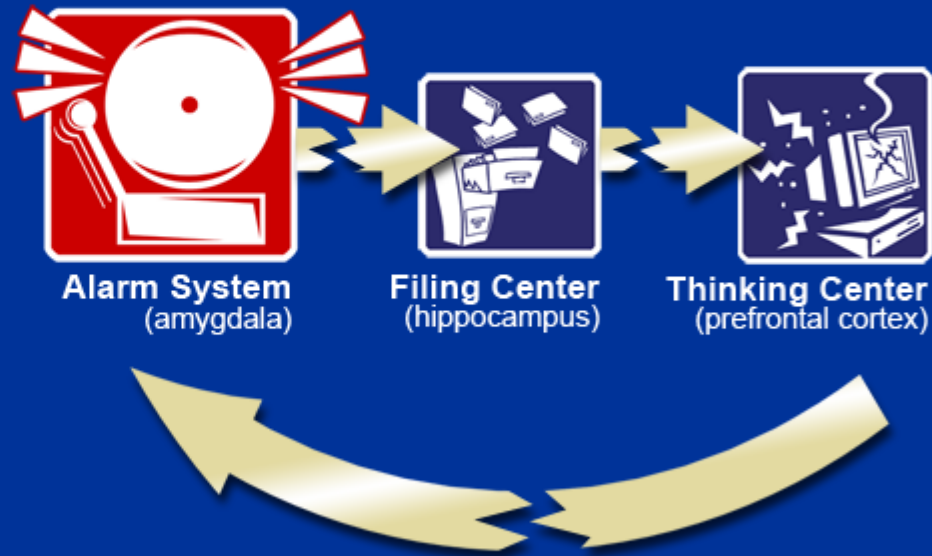 Alarm System
(amygdala)
Filing Center
(hippocampus)
Thinking Center
(prefrontal cortex)